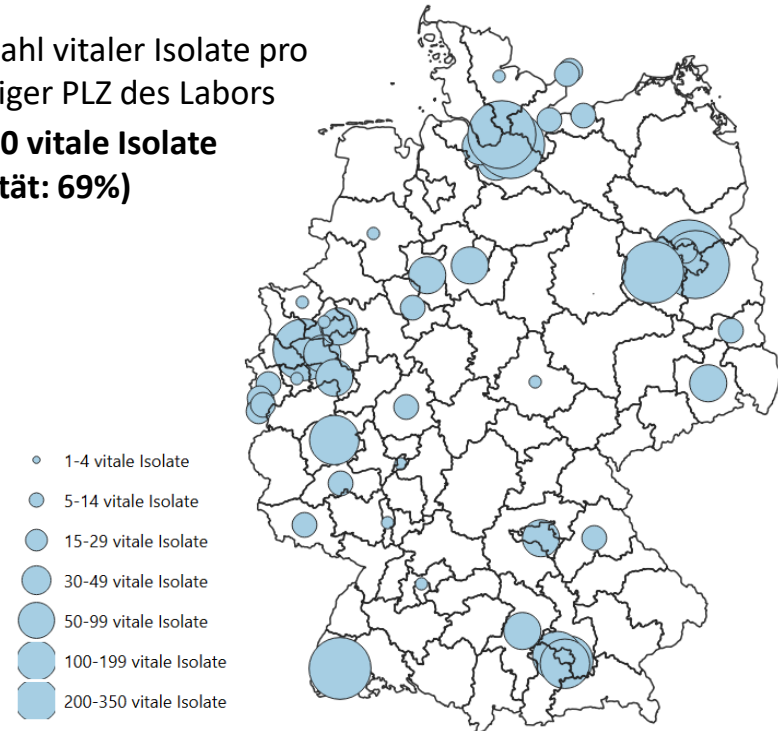 ahl vitaler Isolate pro
iger PLZ des Labors
0 vitale Isolate
tät: 69%)
1-4 vitale Isolate
5-14 vitale Isolate
15-29 vitale Isolate
30-49 vitale Isolate
50-99 vitale Isolate
100-199 vitale Isolate
200-350 vitale Isolate